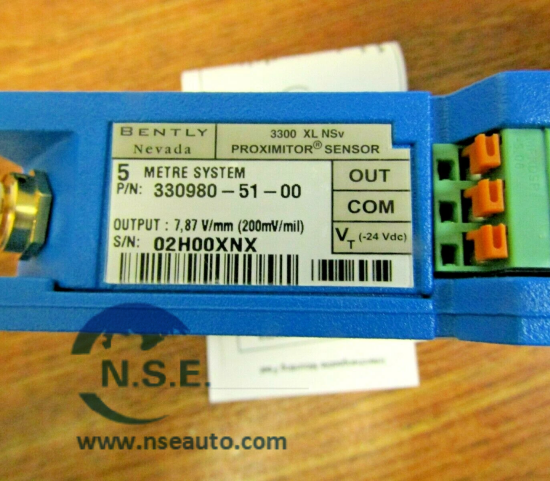 BENTLY
Nevada
3300 XL NSv
PROXIMITOR® SENSOR
5 METRE SYSTEM
P/N: 330980-51-00
OUTPUT : 7,87 V/mm (200mV/mil)
S/N: 02H00XNX
OUT
COM
VT (-24 Vdc)
N.S.E.
www.nseauto.com